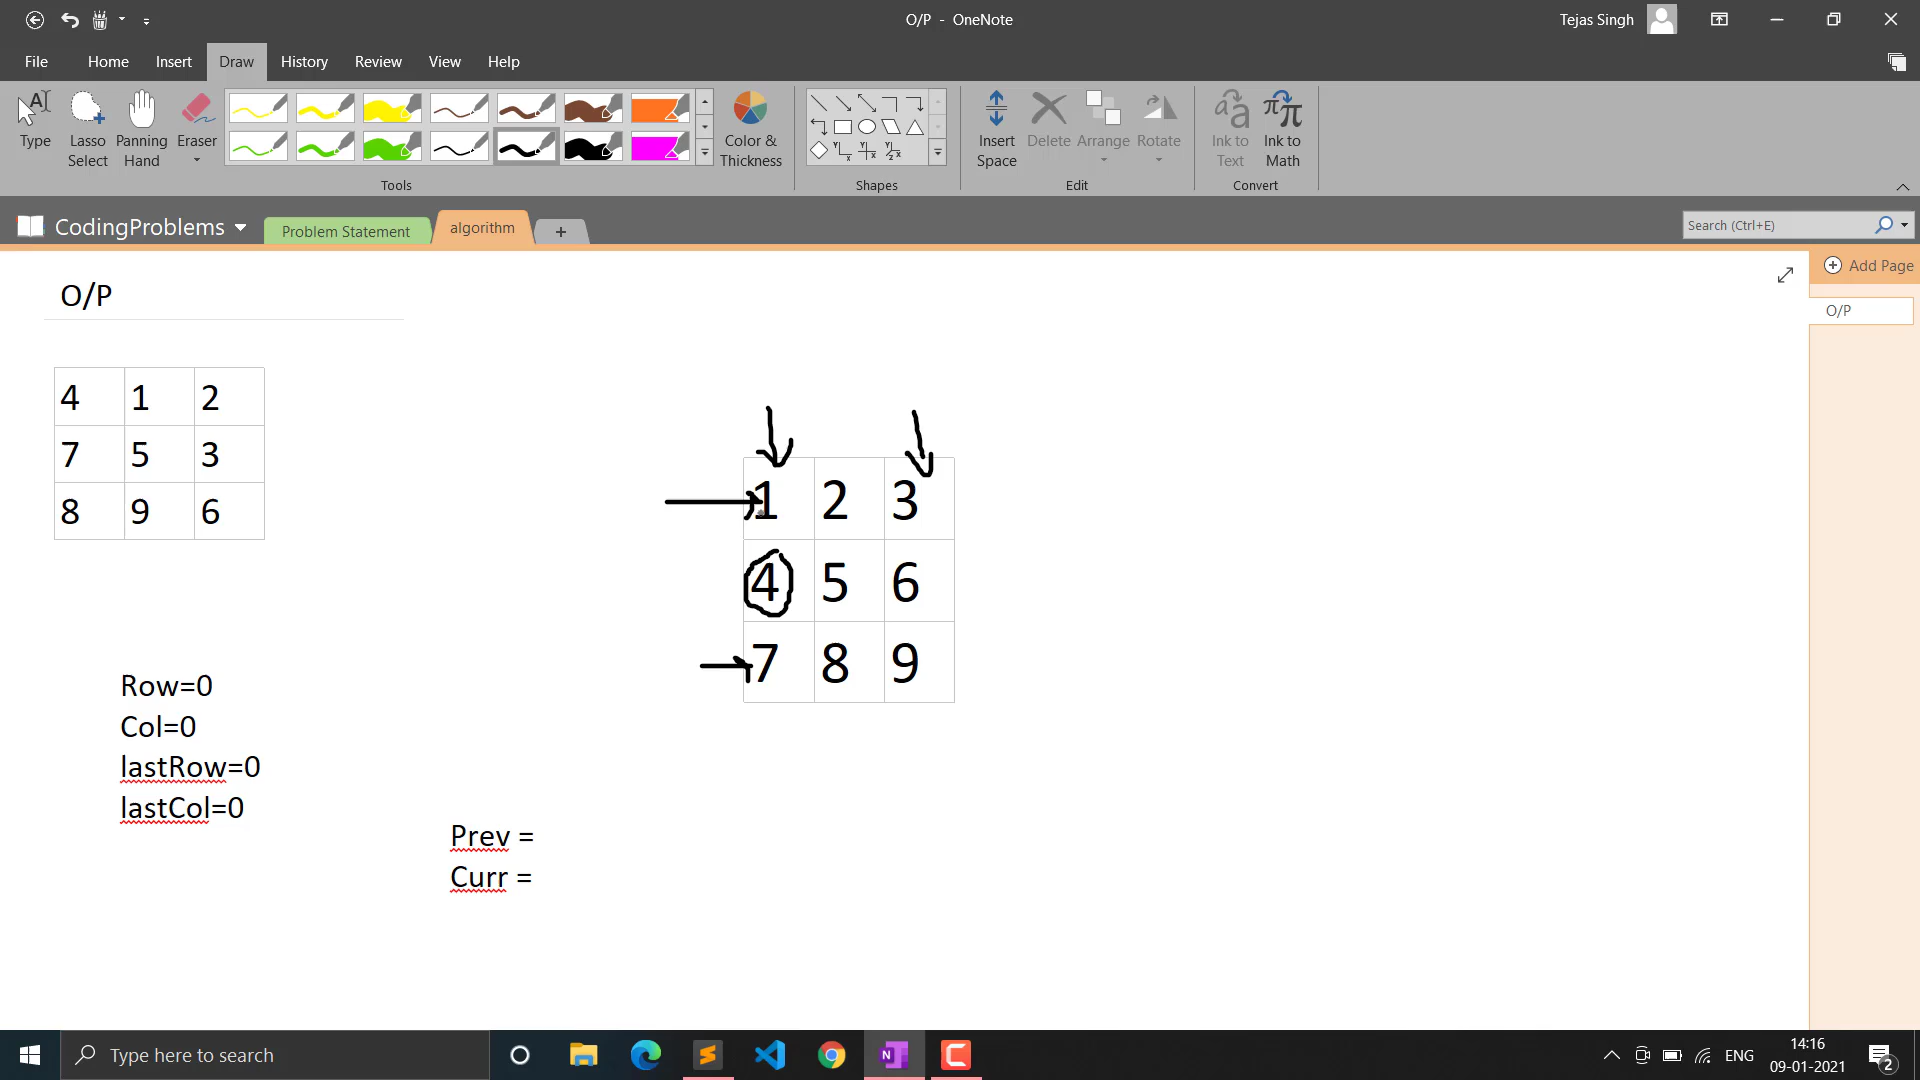 O/P - OneNote
Tejas Singh
File Home Insert Draw History Review View Help
Type
Lasso Select
Panning Hand
Eraser
Color & Thickness
Insert Space
Delete
Arrange
Rotate
Ink to Text
Ink to Math
Tools
Shapes
Edit
Convert
CodingProblems
Problem Statement
algorithm
Search (Ctrl+E)
Add Page
O/P
O/P
4 1 2
7 5 3
8 9 6
1 2 3
4 5 6
7 8 9
Row=0
Col=0
lastRow=0
lastCol=0
Prev =
Curr =
Type here to search
ENG
14:16
09-01-2021
2